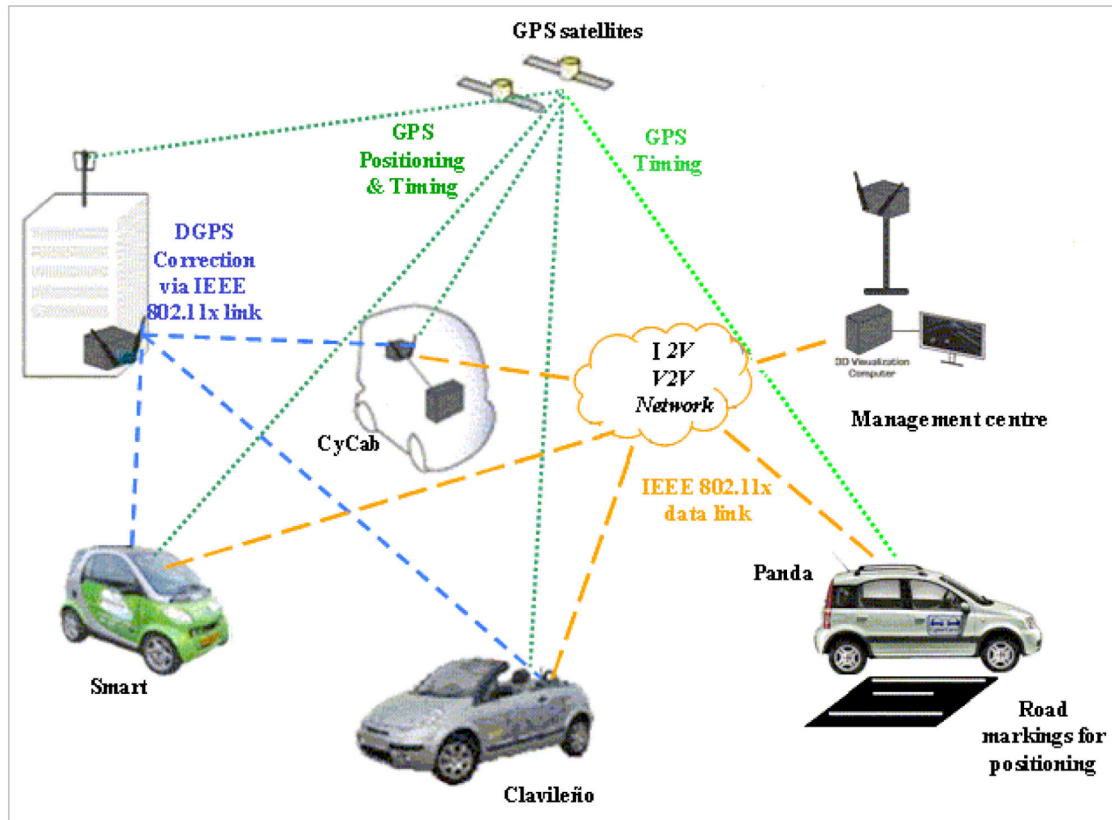 GPS satellites
GPS
Positioning
& Timing
GPS
Timing
DGPS
Correction
via IEEE
802.11x link
I 2V
V2V
Network
3D Visualization
Computer
Management centre
CyCab
IEEE 802.11x
data link
Panda
Smart
Clavileño
Road
markings for
positioning